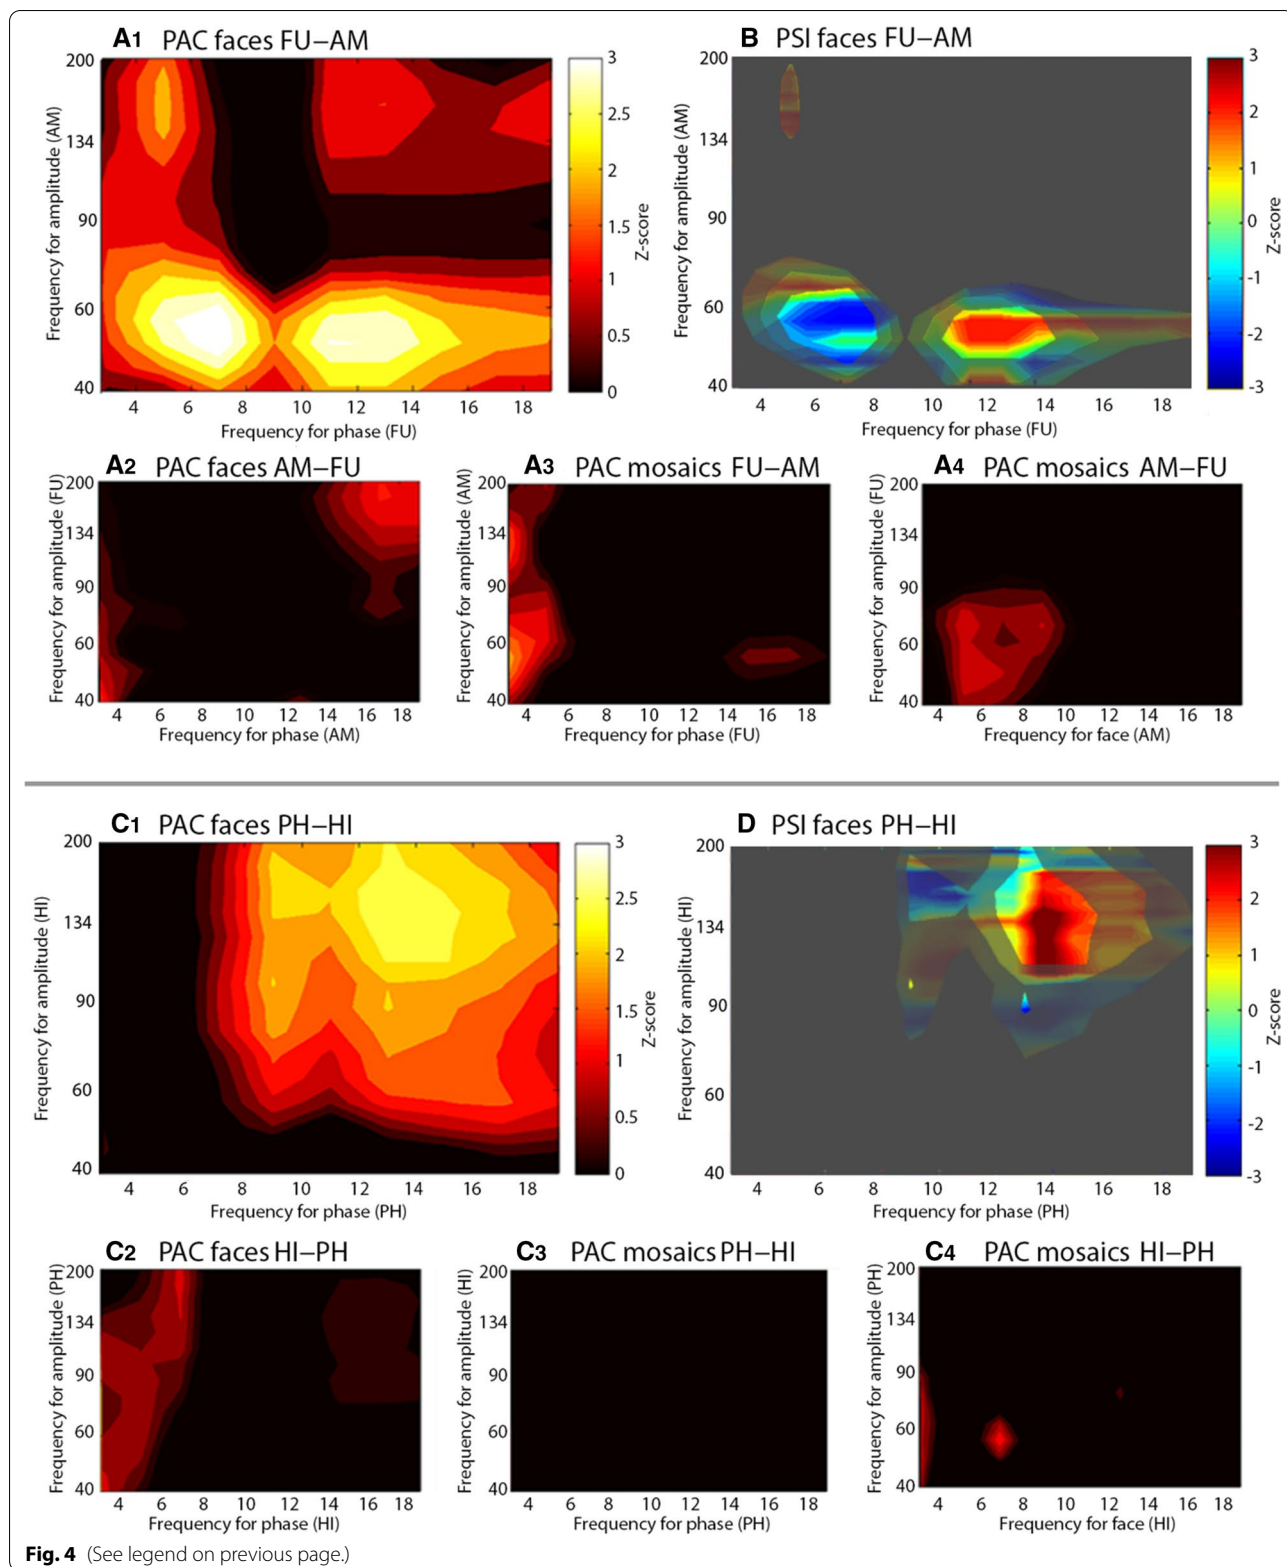 A1 PAC faces FU–AM
200
134
90
60
40
Frequency for amplitude (AM)
4 6 8 10 12 14 16 18
Frequency for phase (FU)
3
2.5
2
1.5
1
0.5
0
Z-score
B PSI faces FU–AM
200
134
90
60
40
Frequency for amplitude (AM)
4 6 8 10 12 14 16 18
Frequency for phase (FU)
3
2
1
0
-1
-2
-3
Z-score
A2 PAC faces AM–FU
200
134
90
60
40
Frequency for amplitude (FU)
4 6 8 10 12 14 16 18
Frequency for phase (AM)
A3 PAC mosaics FU–AM
200
134
90
60
40
Frequency for amplitude (AM)
4 6 8 10 12 14 16 18
Frequency for phase (FU)
A4 PAC mosaics AM–FU
200
134
90
60
40
Frequency for amplitude (FU)
4 6 8 10 12 14 16 18
Frequency for face (AM)
C1 PAC faces PH–HI
200
134
90
60
40
Frequency for amplitude (HI)
4 6 8 10 12 14 16 18
Frequency for phase (PH)
3
2.5
2
1.5
1
0.5
0
Z-score
D PSI faces PH–HI
200
134
90
60
40
Frequency for amplitude (HI)
4 6 8 10 12 14 16 18
Frequency for phase (PH)
3
2
1
0
-1
-2
-3
Z-score
C2 PAC faces HI–PH
200
134
90
60
40
Frequency for amplitude (PH)
4 6 8 10 12 14 16 18
Frequency for phase (HI)
C3 PAC mosaics PH–HI
200
134
90
60
40
Frequency for amplitude (HI)
4 6 8 10 12 14 16 18
Frequency for phase (PH)
C4 PAC mosaics HI–PH
200
134
90
60
40
Frequency for amplitude (PH)
4 6 8 10 12 14 16 18
Frequency for face (HI)
Fig. 4 (See legend on previous page.)